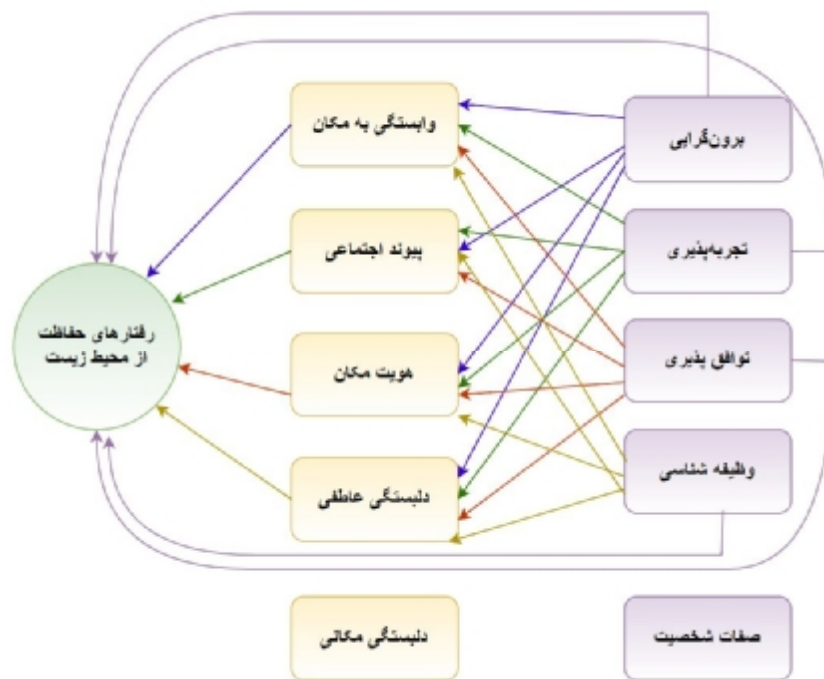 برون‌گرایی
تجربه‌پذیری
توافق پذیری
وظیفه شناسی
وابستگی به مکان
پیوند اجتماعی
هویت مکان
دلبستگی عاطفی
رفتارهای حفاظت
از محیط زیست
صفات شخصیت
دلبستگی مکانی